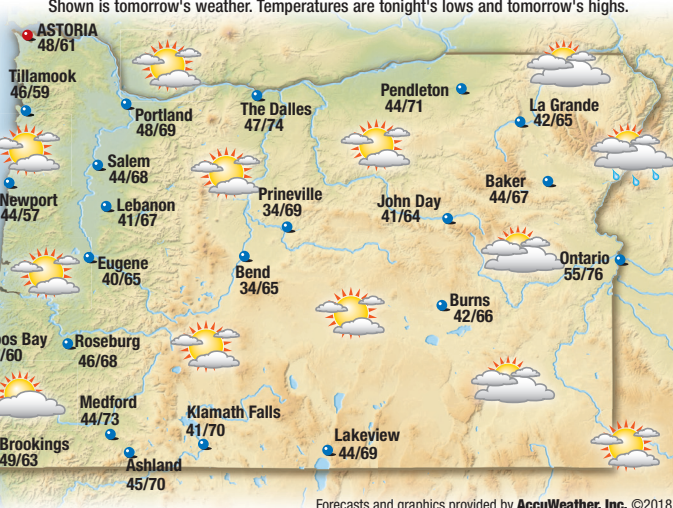 Shown is tomorrow's weather. Temperatures are tonight's lows and tomorrow's highs.
ASTORIA
48/61
Tillamook
46/59
Portland
48/69
The Dalles
47/74
Pendleton
44/71
La Grande
42/65
Salem
44/68
Newport
44/57
Lebanon
41/67
Prineville
34/69
John Day
41/64
Baker
44/67
Eugene
40/65
Bend
34/65
Ontario
55/76
Burns
42/66
os Bay
/60
Roseburg
46/68
Medford
44/73
Klamath Falls
41/70
Lakeview
44/69
Brookings
49/63
Ashland
45/70
Forecasts and graphics provided by AccuWeather, Inc. ©2018